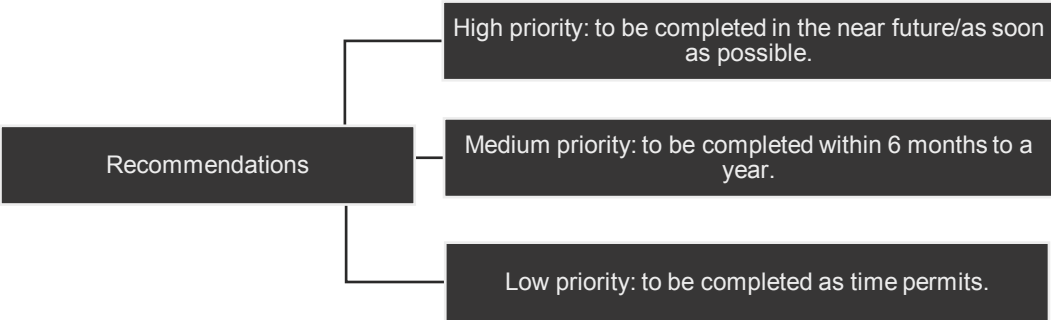 High priority: to be completed in the near future/as soon
as possible.
Recommendations
Medium priority: to be completed within 6 months to a
year.
Low priority: to be completed as time permits.